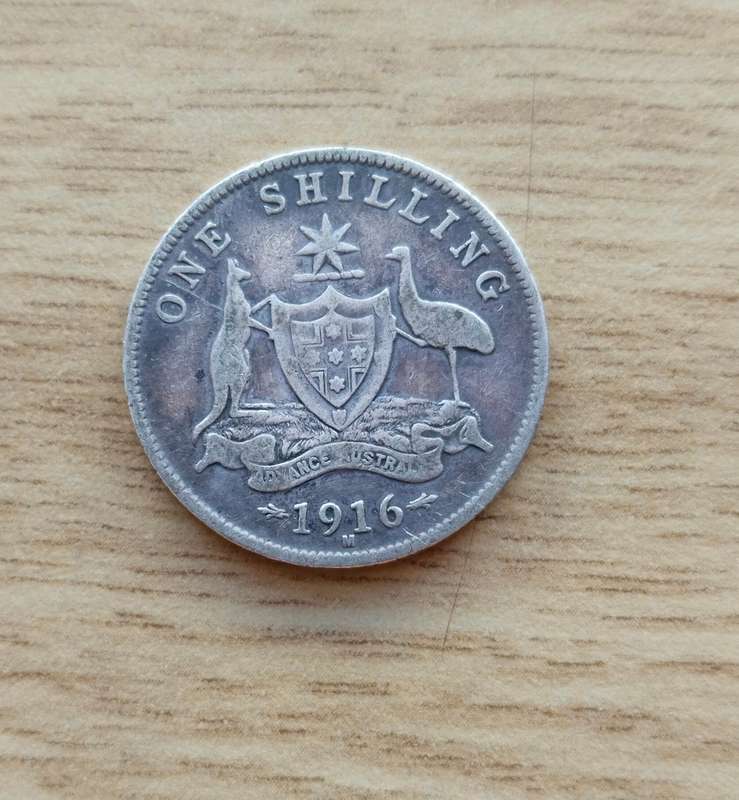 ONE SHILLING
ADVANCE AUSTRALIA
1916
M